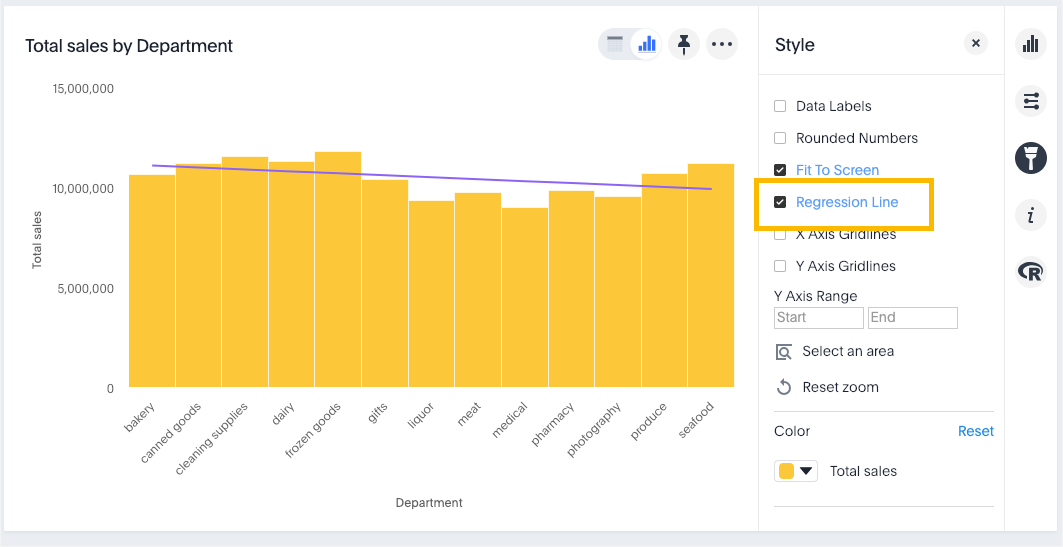 Total sales by Department
15,000,000
10,000,000
5,000,000
0
Total sales
bakery
canned goods
cleaning supplies
dairy
frozen goods
gifts
liquor
meat
medical
pharmacy
photography
produce
seafood
Department
Style
Data Labels
Rounded Numbers
Fit To Screen
Regression Line
X Axis Gridlines
Y Axis Gridlines
Y Axis Range
Start End
Select an area
Reset zoom
Color Reset
Total sales
i
R